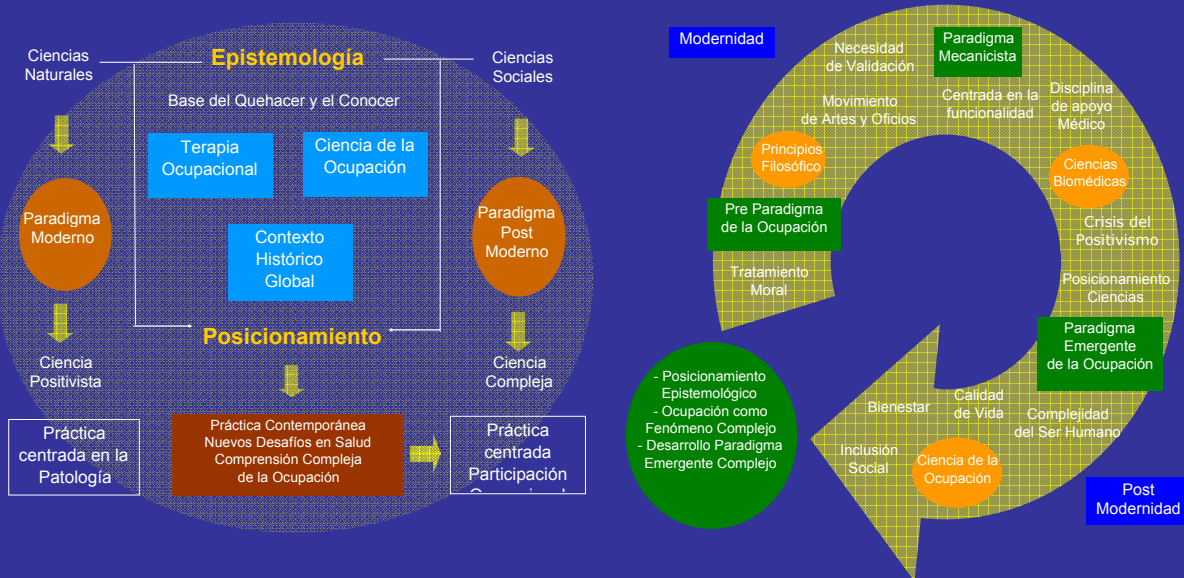 Ciencias
Naturales
Epistemología
Ciencias
Sociales
Base del Quehacer y el Conocer
Terapia
Ocupacional
Ciencia de la
Ocupación
Paradigma
Moderno
Contexto
Histórico
Global
Paradigma
Post
Moderno
Posicionamiento
Ciencia
Positivista
Ciencia
Compleja
Práctica
centrada en la
Patología
Práctica Contemporánea
Nuevos Desafíos en Salud
Comprensión Compleja
de la Ocupación
Práctica
centrada
Participación
Modernidad
Necesidad
de Validación
Paradigma
Mecanicista
Movimiento
de Artes y Oficios
Centrada en la
funcionalidad
Disciplina
de apoyo
Médico
Principios
Filosófico
Ciencias
Biomédicas
Pre Paradigma
de la Ocupación
Crisis del
Positivismo
Tratamiento
Moral
Posicionamiento
Ciencias
Paradigma
Emergente
de la Ocupación
- Posicionamiento
Epistemológico
- Ocupación como
Fenómeno Complejo
- Desarrollo Paradigma
Emergente Complejo
Bienestar
Calidad
de Vida
Complejidad
del Ser Humano
Inclusión
Social
Ciencia de la
Ocupación
Post
Modernidad